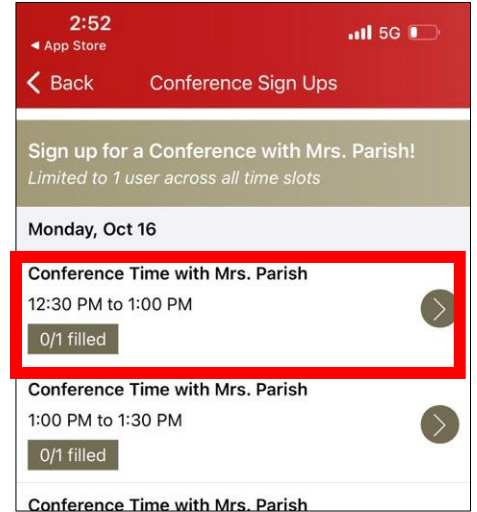 2:52
5G
◄ App Store
Back
Conference Sign Ups
Sign up for a Conference with Mrs. Parish!
Limited to 1 user across all time slots
Monday, Oct 16
Conference Time with Mrs. Parish
12:30 PM to 1:00 PM
0/1 filled
Conference Time with Mrs. Parish
1:00 PM to 1:30 PM
0/1 filled
Conference Time with Mrs. Parish